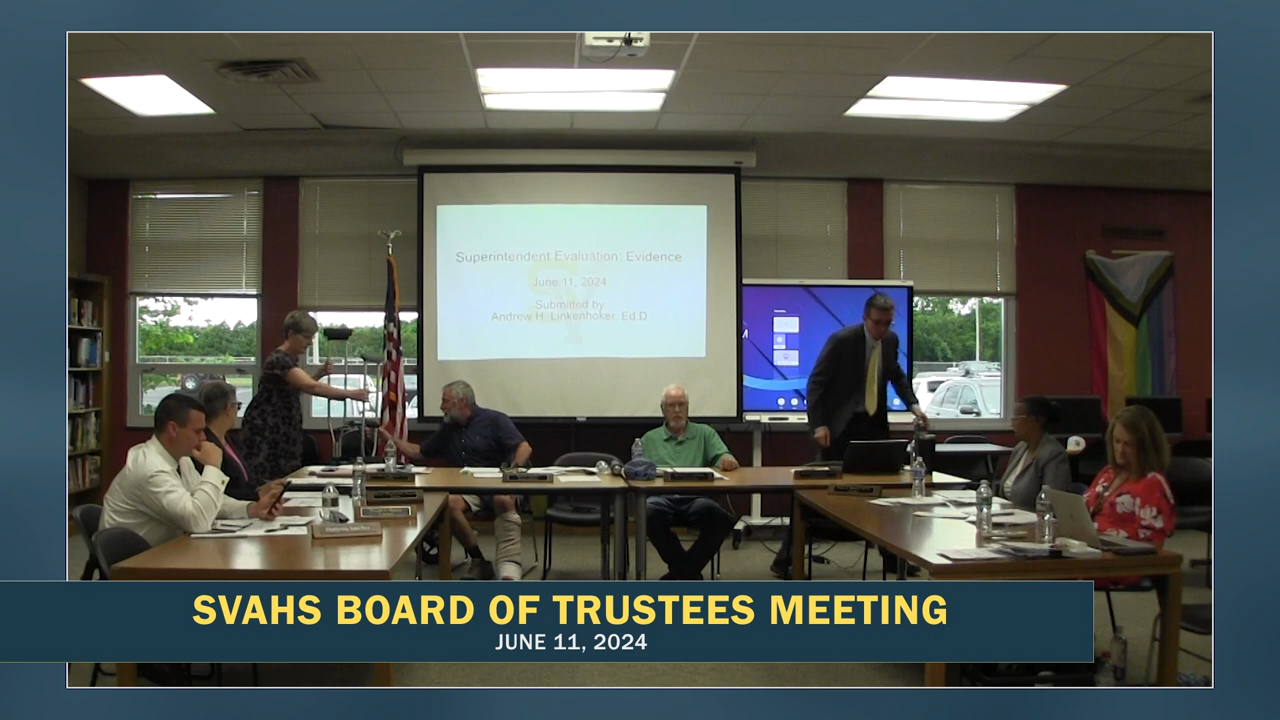 Superintendent Evaluation: Evidence
June 11, 2024
Submitted by
Andrew H. Linkenhoker, Ed.D
SVAHS BOARD OF TRUSTEES MEETING
JUNE 11, 2024